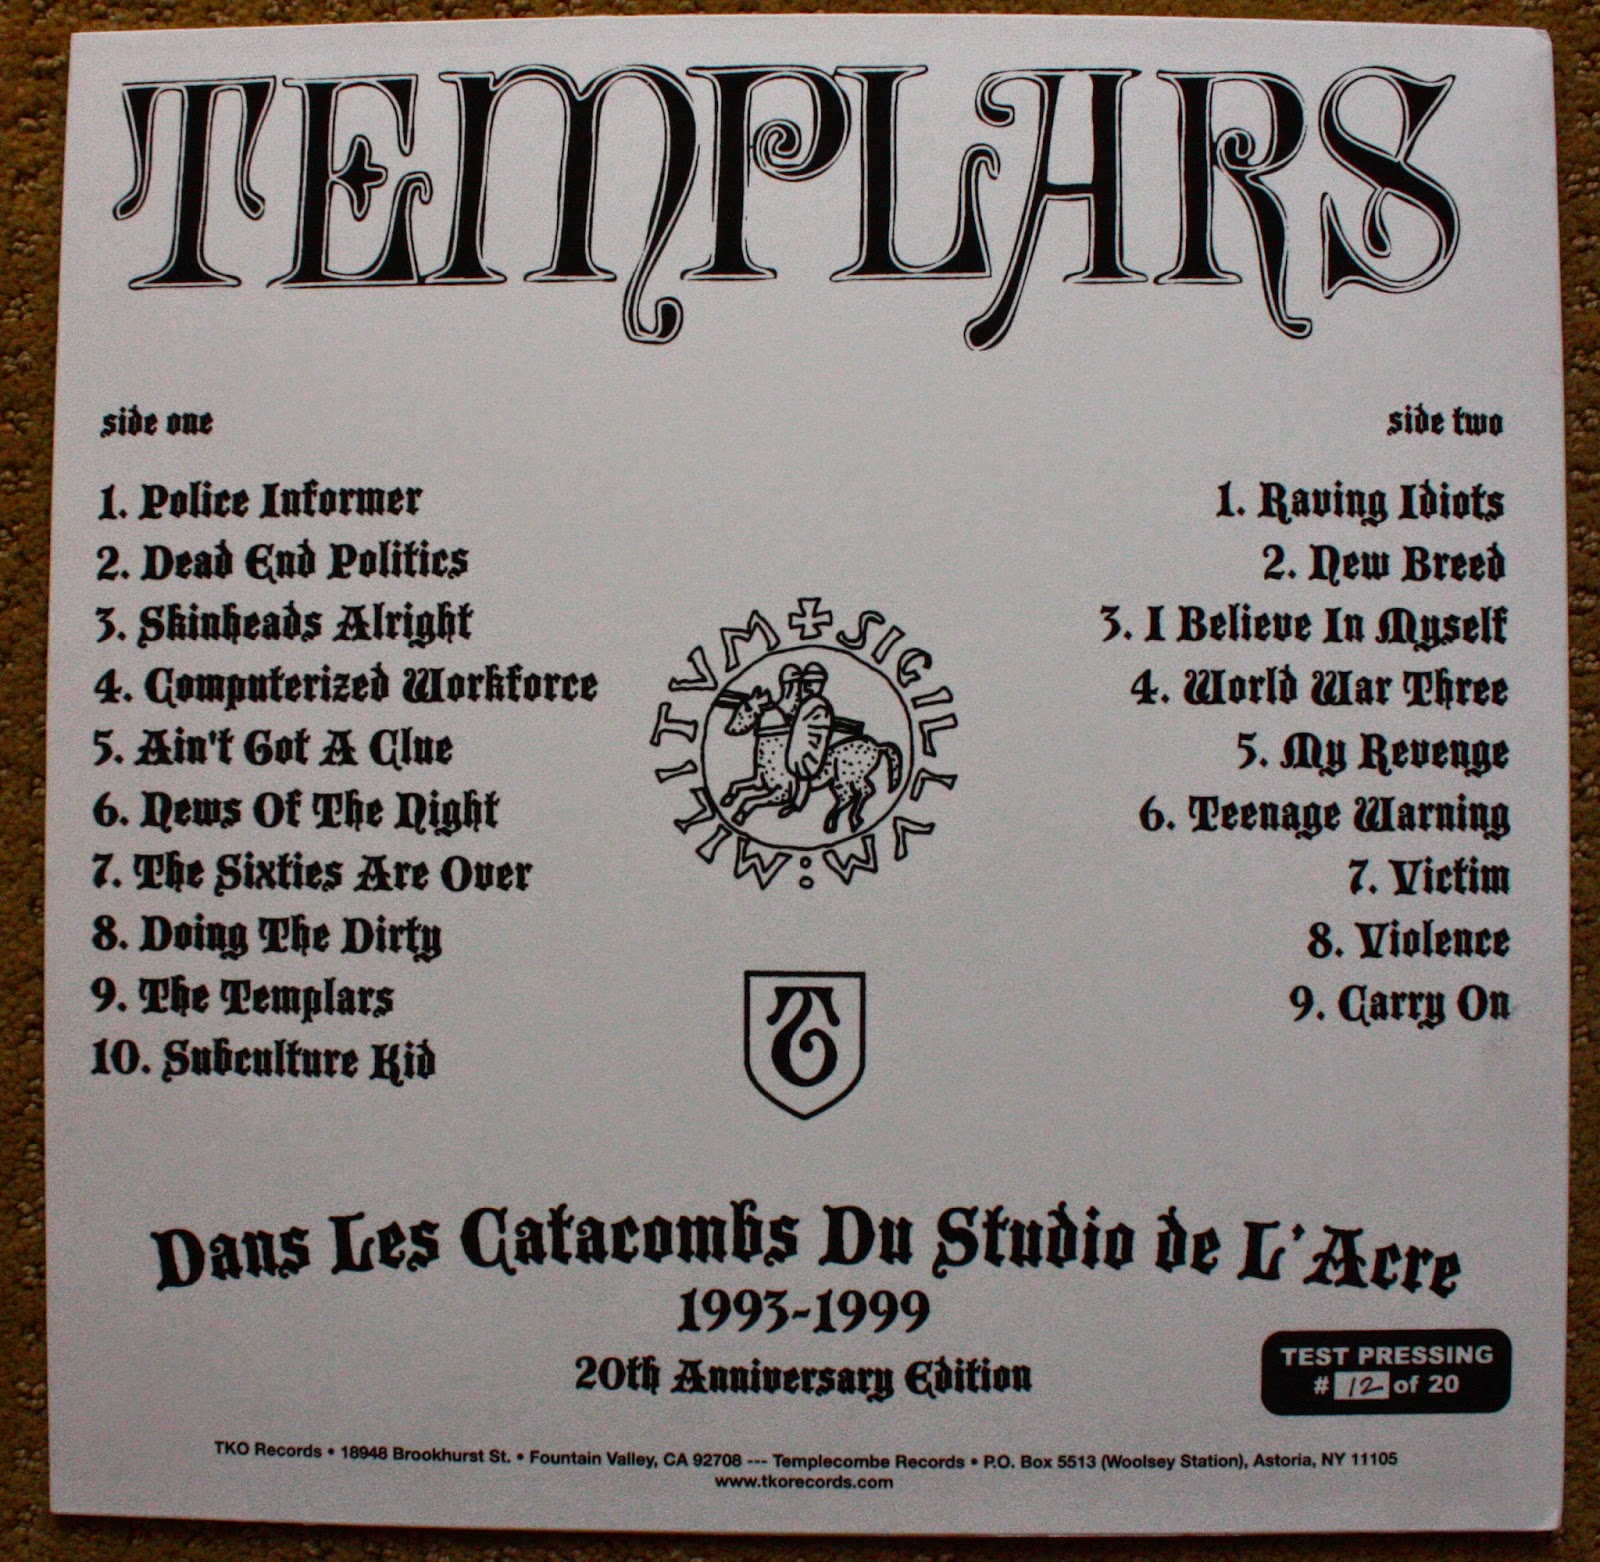 TEMPLARS
side one
1. Police Informer
2. Dead End Politics
3. Skinheads Alright
4. Computerized Workforce
5. Ain't Got A Clue
6. News Of The Night
7. The Sixties Are Over
8. Doing The Dirty
9. The Templars
10. Subculture Kid
side two
1. Raving Idiots
2. New Breed
3. I Believe In Myself
4. World War Three
5. My Revenge
6. Teenage Warning
7. Victim
8. Violence
9. Carry On
SIGILLVM:MILITVM
T
Dans Les Catacombs Du Studio de L'Acre
1993-1999
20th Anniversary Edition
TEST PRESSING
# 12 of 20
TKO Records • 18948 Brookhurst St. • Fountain Valley, CA 92708 --- Templecombe Records • P.O. Box 5513 (Woolsey Station), Astoria, NY 11105
www.tkorecords.com